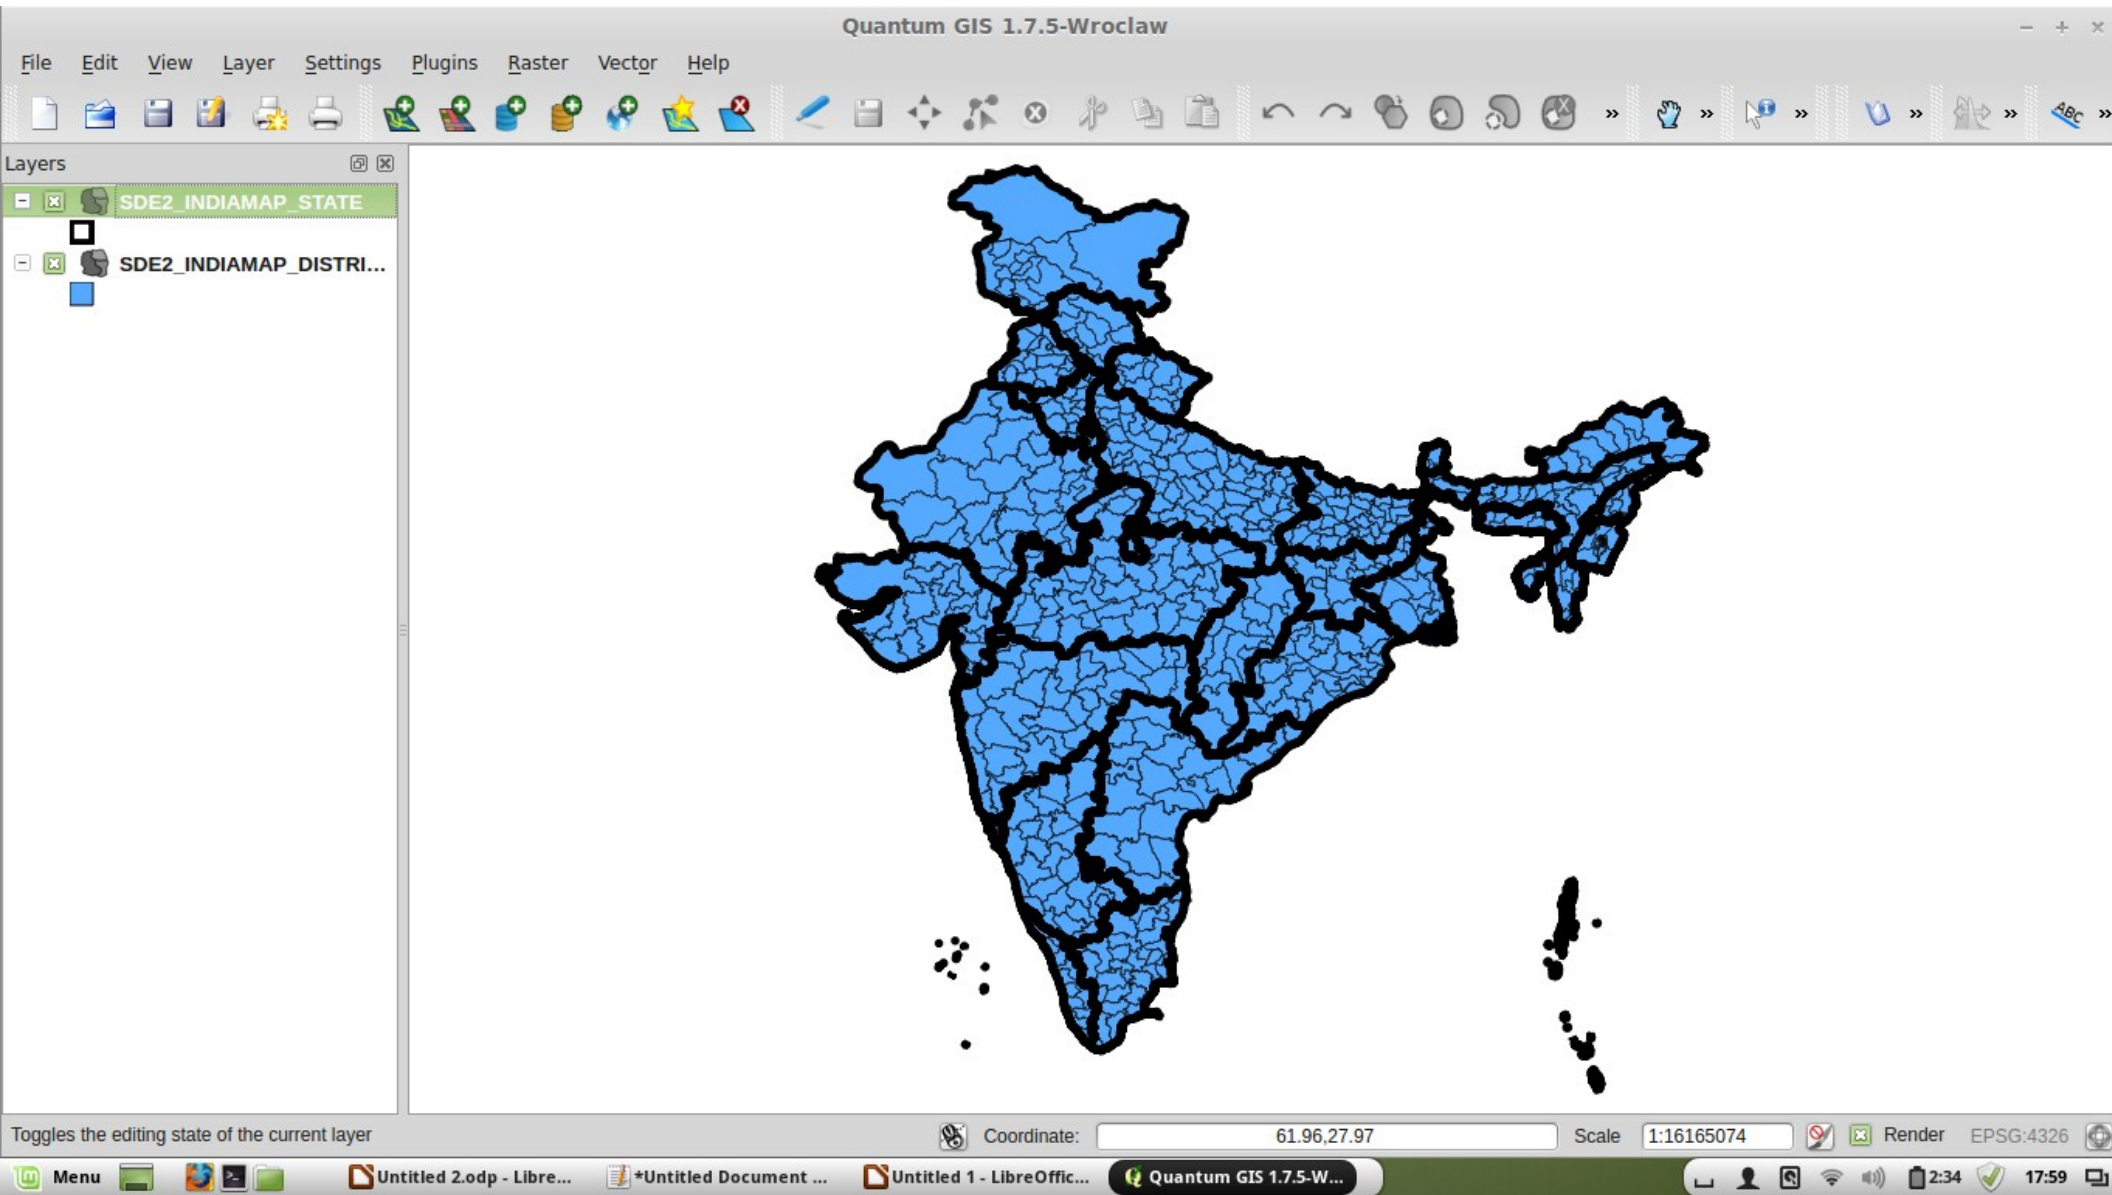 Quantum GIS 1.7.5-Wroclaw
File Edit View Layer Settings Plugins Raster Vector Help
ABC
Layers
SDE2_INDIAMAP_STATE
SDE2_INDIAMAP_DISTRI...
Toggles the editing state of the current layer
Coordinate: 61.96,27.97 Scale 1:16165074 Render EPSG:4326
Menu Untitled 2.odp - Libre... *Untitled Document ... Untitled 1 - LibreOffic... Quantum GIS 1.7.5-W... 2:34 17:59